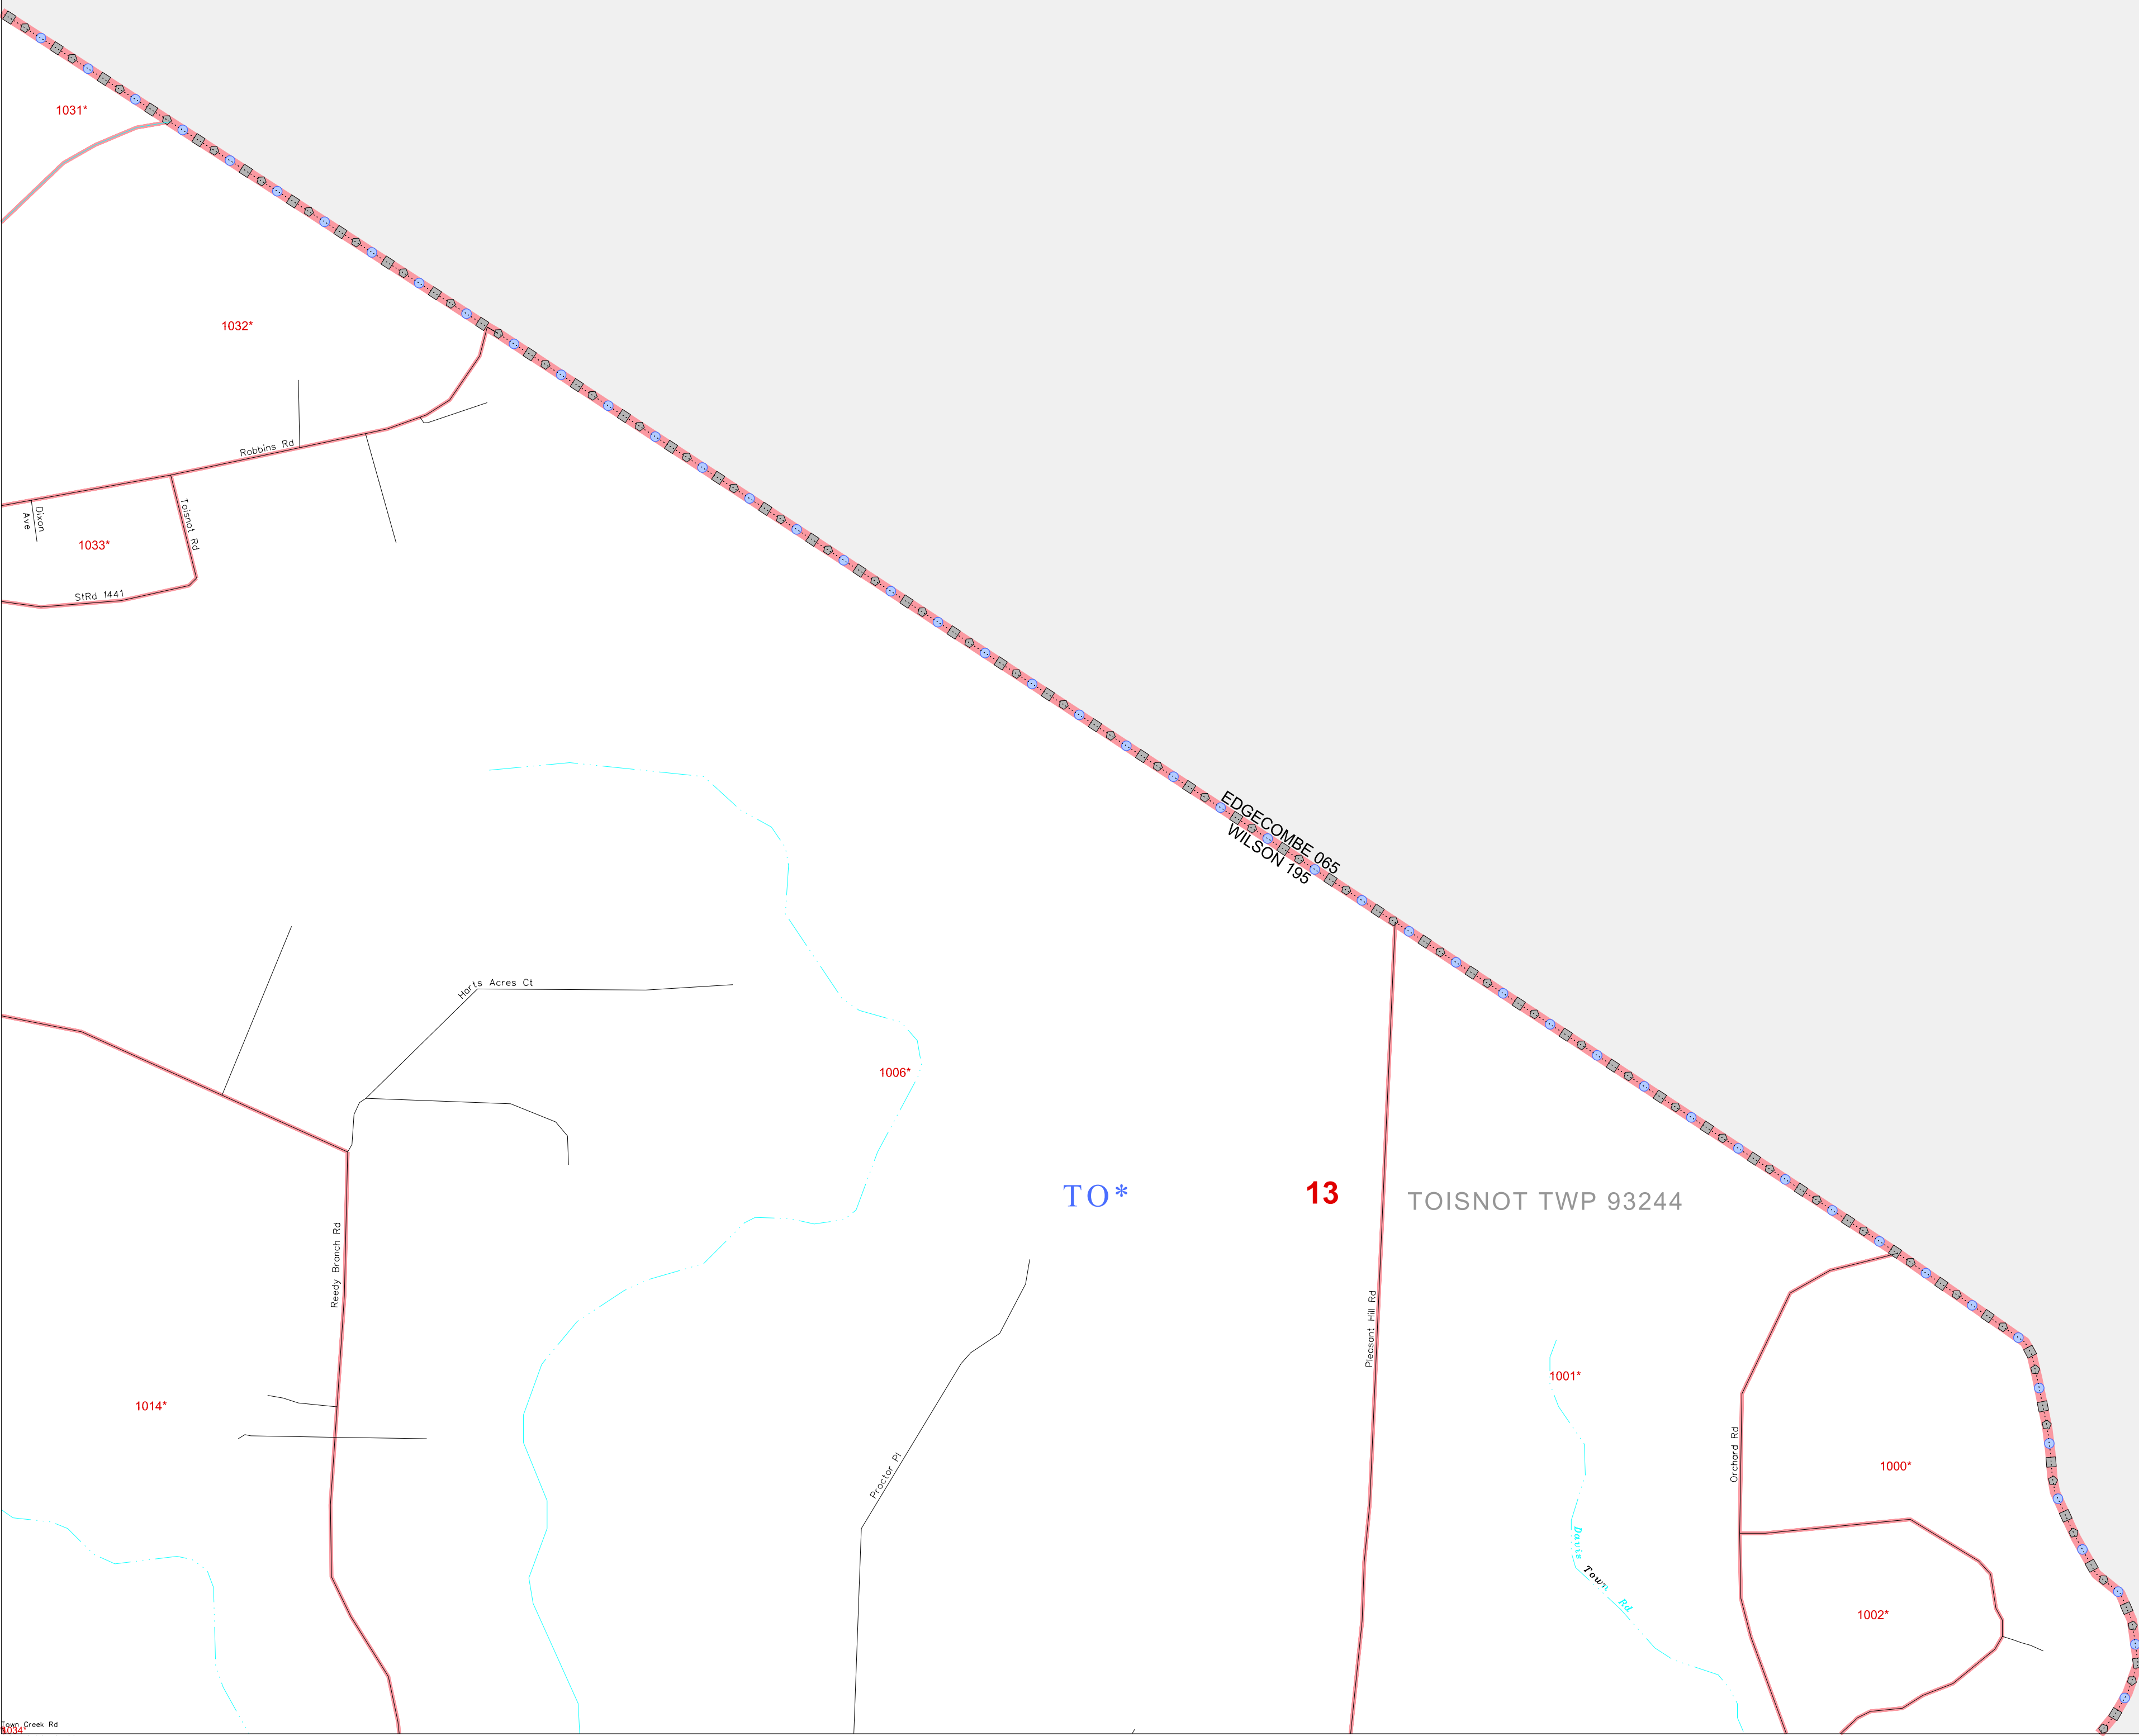 1031*
1032*
Robbins Rd
Toisnot Rd
Dixon
Ave
1033*
StRd 1441
EDGECOMBE 065
WILSON 195
Harts Acres Ct
1006*
TO*
13
TOISNOT TWP 93244
Reedy Branch Rd
Pleasant Hill Rd
1001*
1014*
Orchard Rd
1000*
Proctor Pl
Davis Town Rd
1002*
Town Creek Rd
1034*